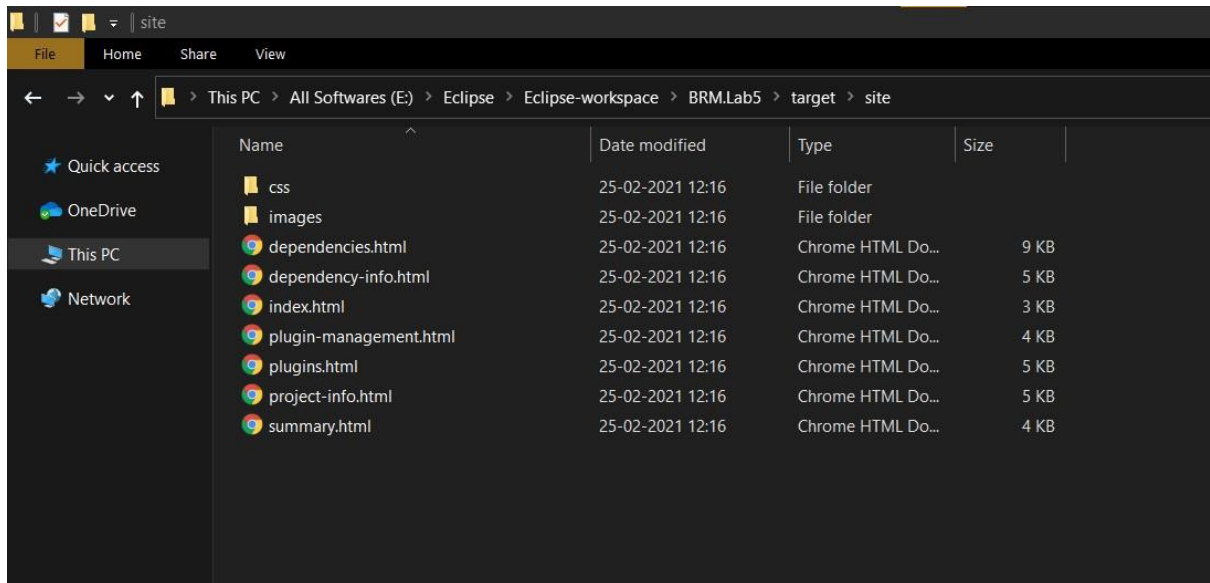 site
File Home Share View
This PC > All Softwares (E:) > Eclipse > Eclipse-workspace > BRM.Lab5 > target > site
Name Date modified Type Size
Quick access
OneDrive
This PC
Network
css 25-02-2021 12:16 File folder
images 25-02-2021 12:16 File folder
dependencies.html 25-02-2021 12:16 Chrome HTML Do... 9 KB
dependency-info.html 25-02-2021 12:16 Chrome HTML Do... 5 KB
index.html 25-02-2021 12:16 Chrome HTML Do... 3 KB
plugin-management.html 25-02-2021 12:16 Chrome HTML Do... 4 KB
plugins.html 25-02-2021 12:16 Chrome HTML Do... 5 KB
project-info.html 25-02-2021 12:16 Chrome HTML Do... 5 KB
summary.html 25-02-2021 12:16 Chrome HTML Do... 4 KB